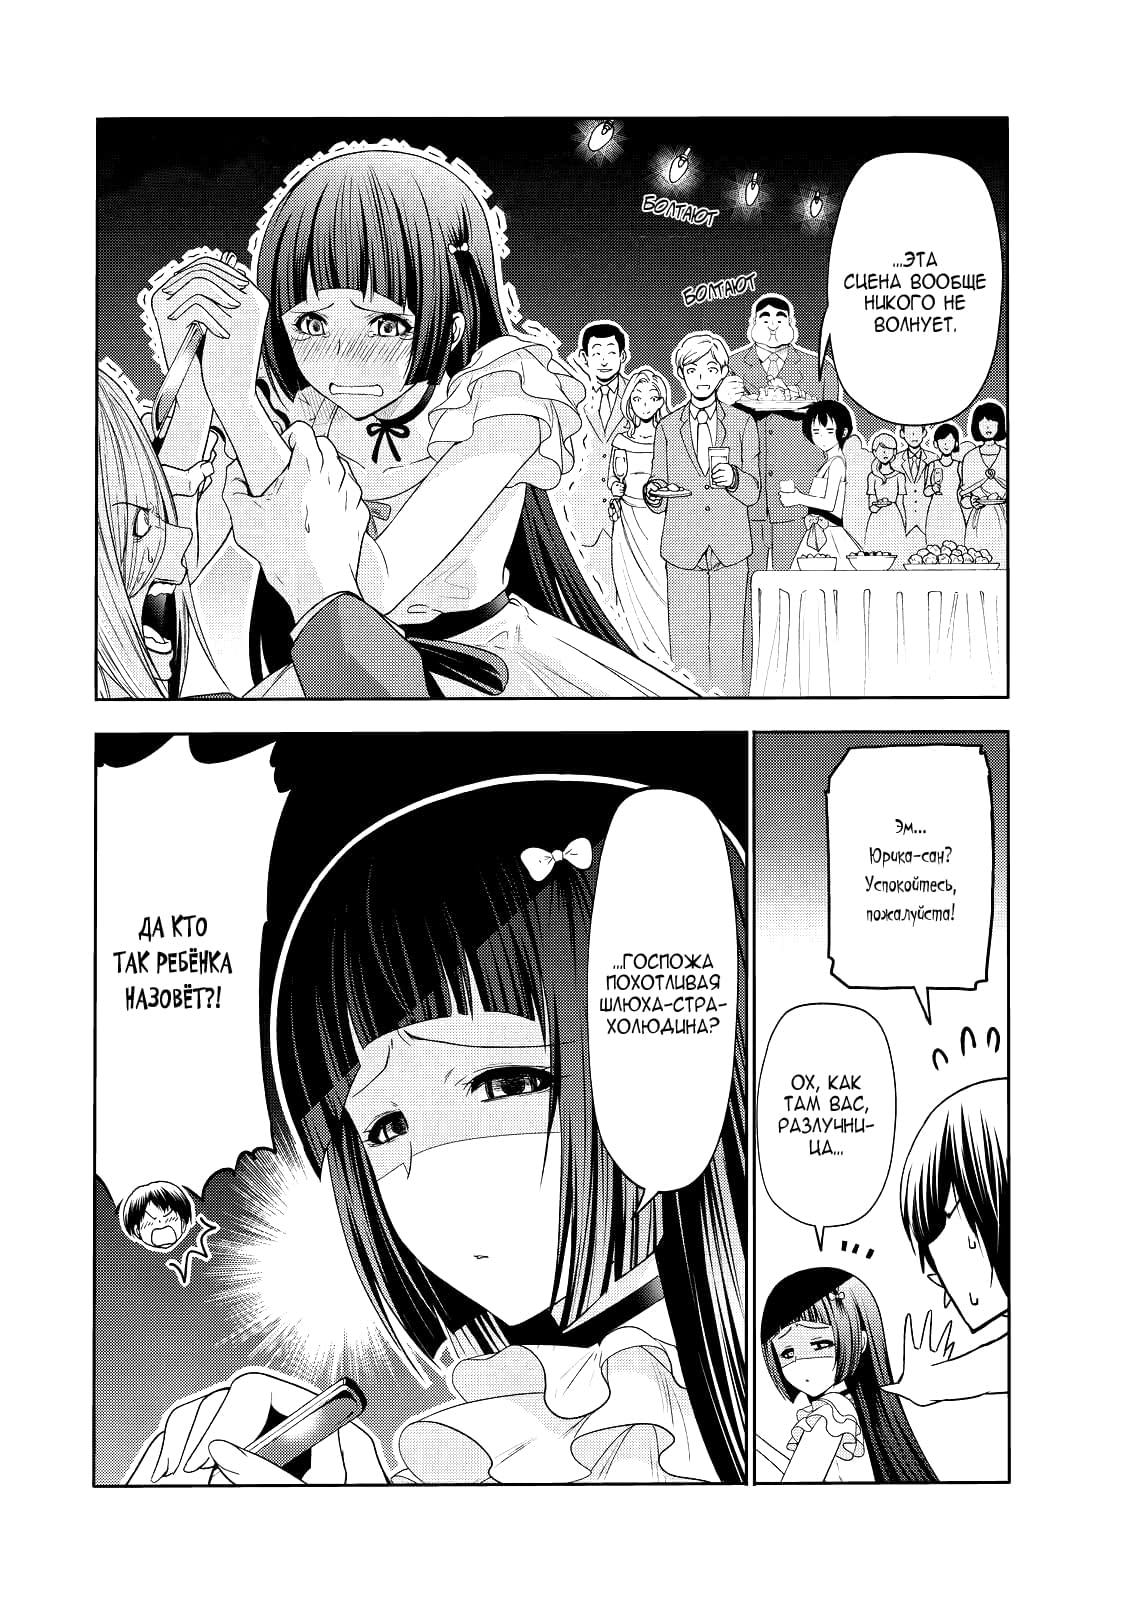 ...ЭТА
СЦЕНА ВООБЩЕ
НИКОГО НЕ
ВОЛНУЕТ.
БОЛТАЮТ
БОЛТАЮТ
Эм...
Юрика-сан?
Успокойтесь,
пожалуйста!
ОХ, КАК
ТАМ ВАС,
РАЗЛУЧНИ-
ЦА...
...ГОСПОЖА
ПОХОТЛИВАЯ
ШЛЮХА-СТРА-
ХОЛЮДИНА?
ДА КТО
ТАК РЕБЁНКА
НАЗОВЁТ?!